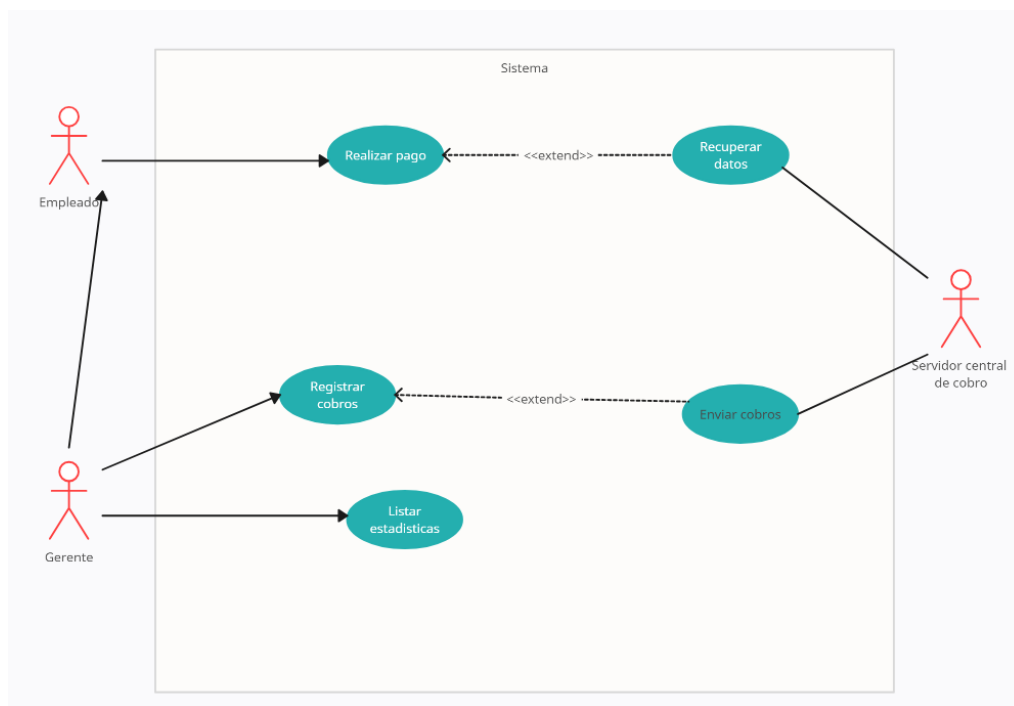 Sistema
Realizar pago
<<extend>>
Recuperar
datos
Empleado
Servidor central
de cobro
Registrar
cobros
<<extend>>
Enviar cobros
Listar
estadisticas
Gerente